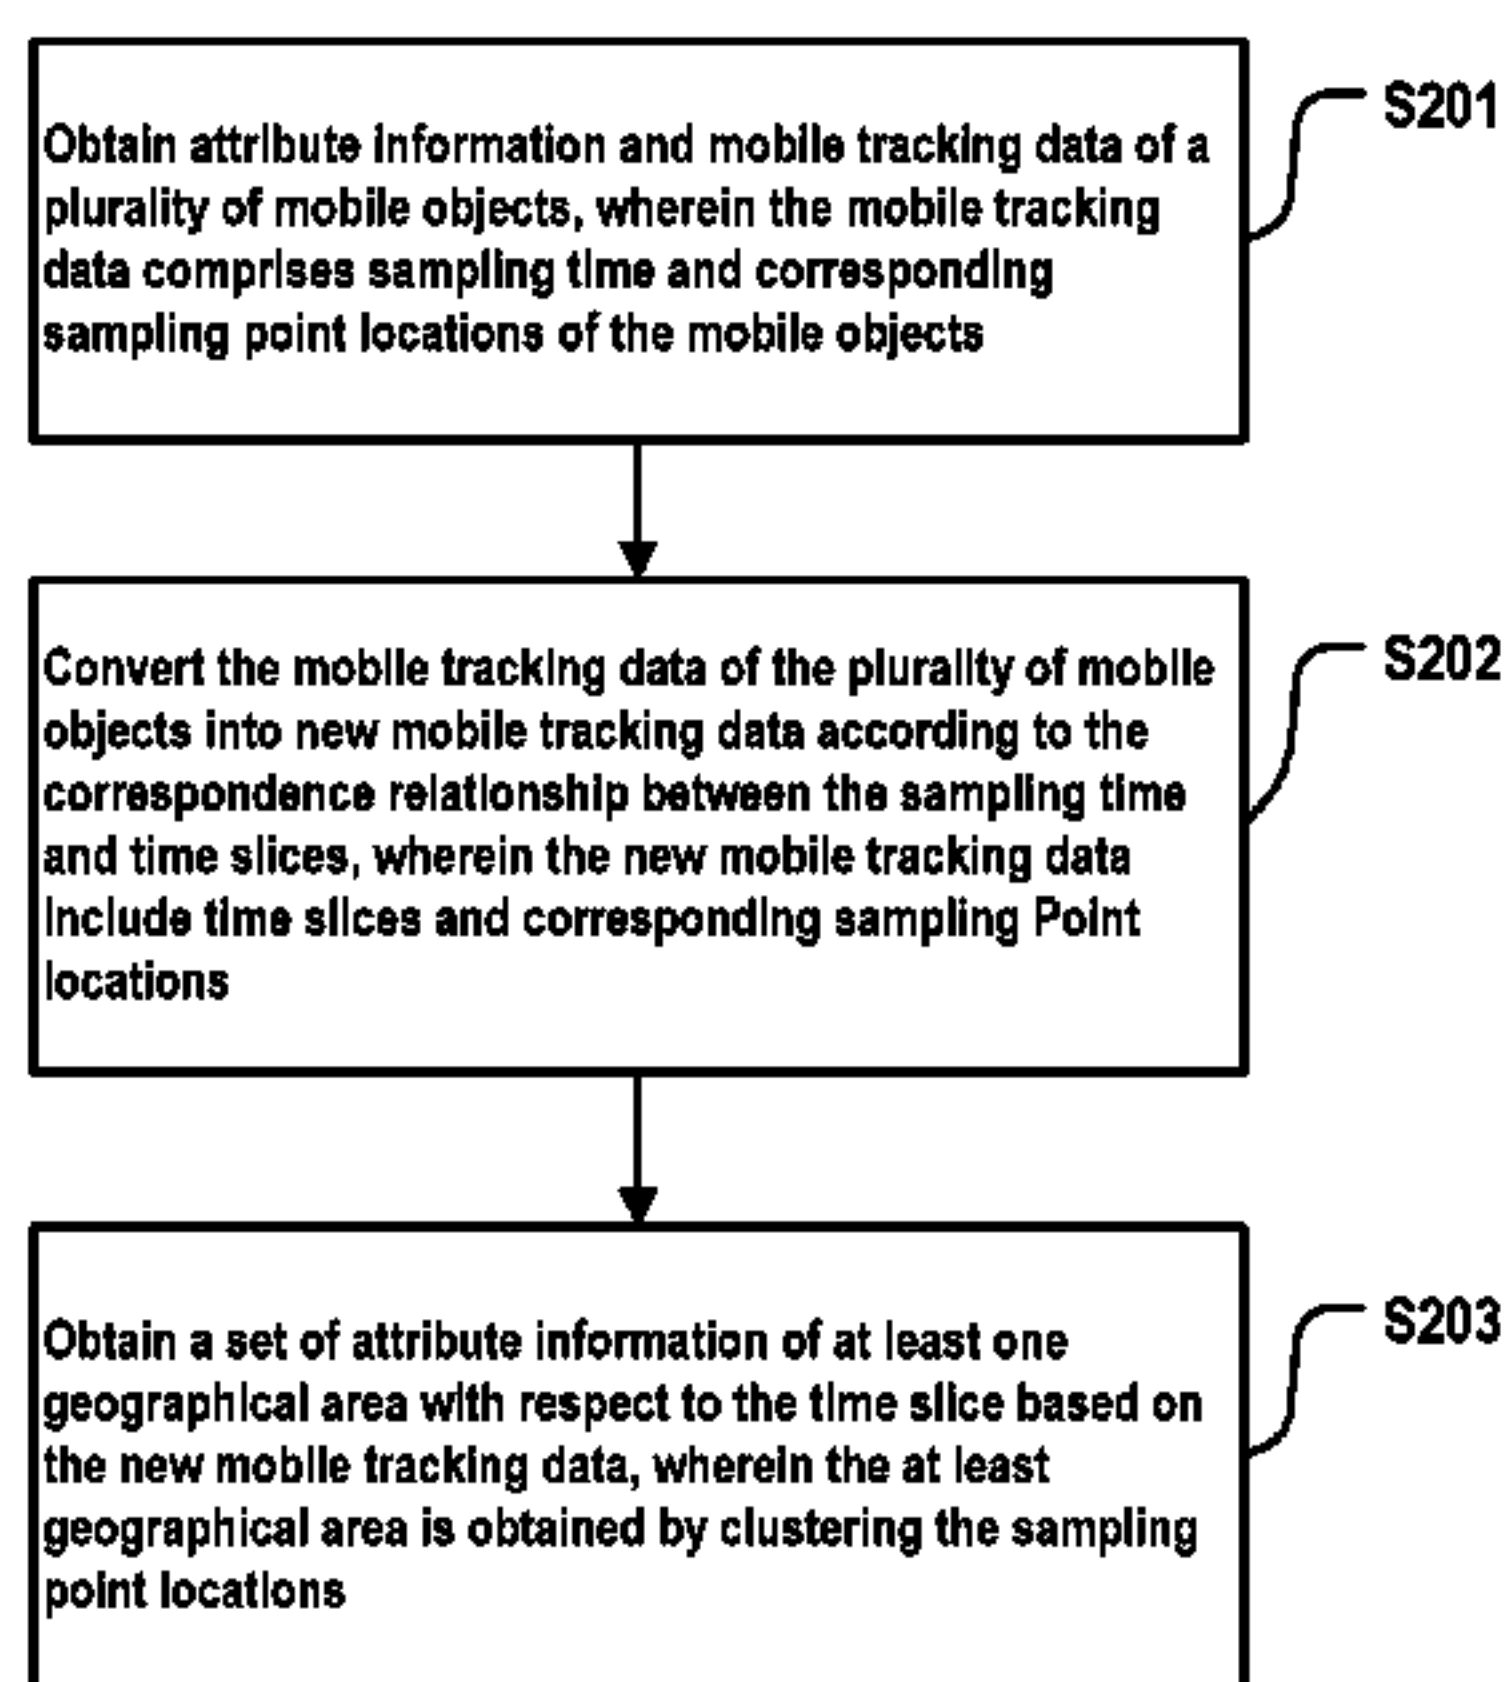 S201
Obtain attribute information and mobile tracking data of a
plurality of mobile objects, wherein the mobile tracking
data comprises sampling time and corresponding
sampling point locations of the mobile objects
S202
Convert the mobile tracking data of the plurality of mobile
objects into new mobile tracking data according to the
correspondence relationship between the sampling time
and time slices, wherein the new mobile tracking data
include time slices and corresponding sampling Point
locations
S203
Obtain a set of attribute information of at least one
geographical area with respect to the time slice based on
the new mobile tracking data, wherein the at least
geographical area is obtained by clustering the sampling
point locations